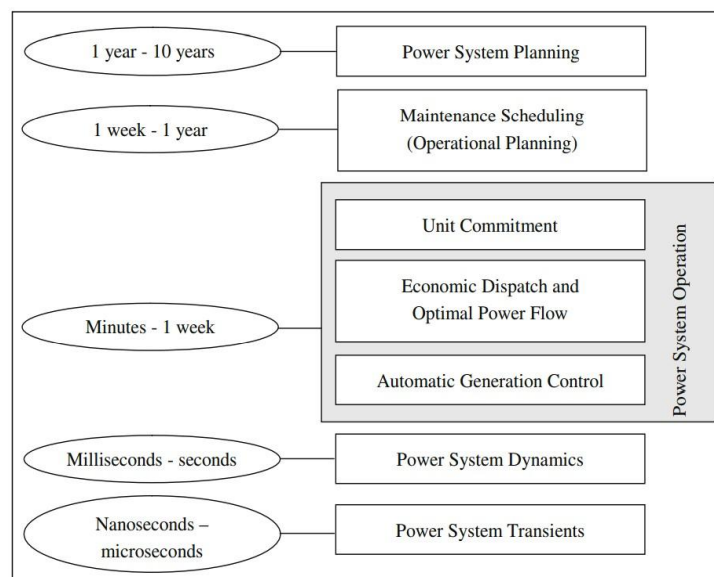 1 year - 10 years
Power System Planning
1 week - 1 year
Maintenance Scheduling
(Operational Planning)
Unit Commitment
Economic Dispatch and
Optimal Power Flow
Minutes - 1 week
Automatic Generation Control
Power System Operation
Milliseconds - seconds
Power System Dynamics
Nanoseconds –
microseconds
Power System Transients